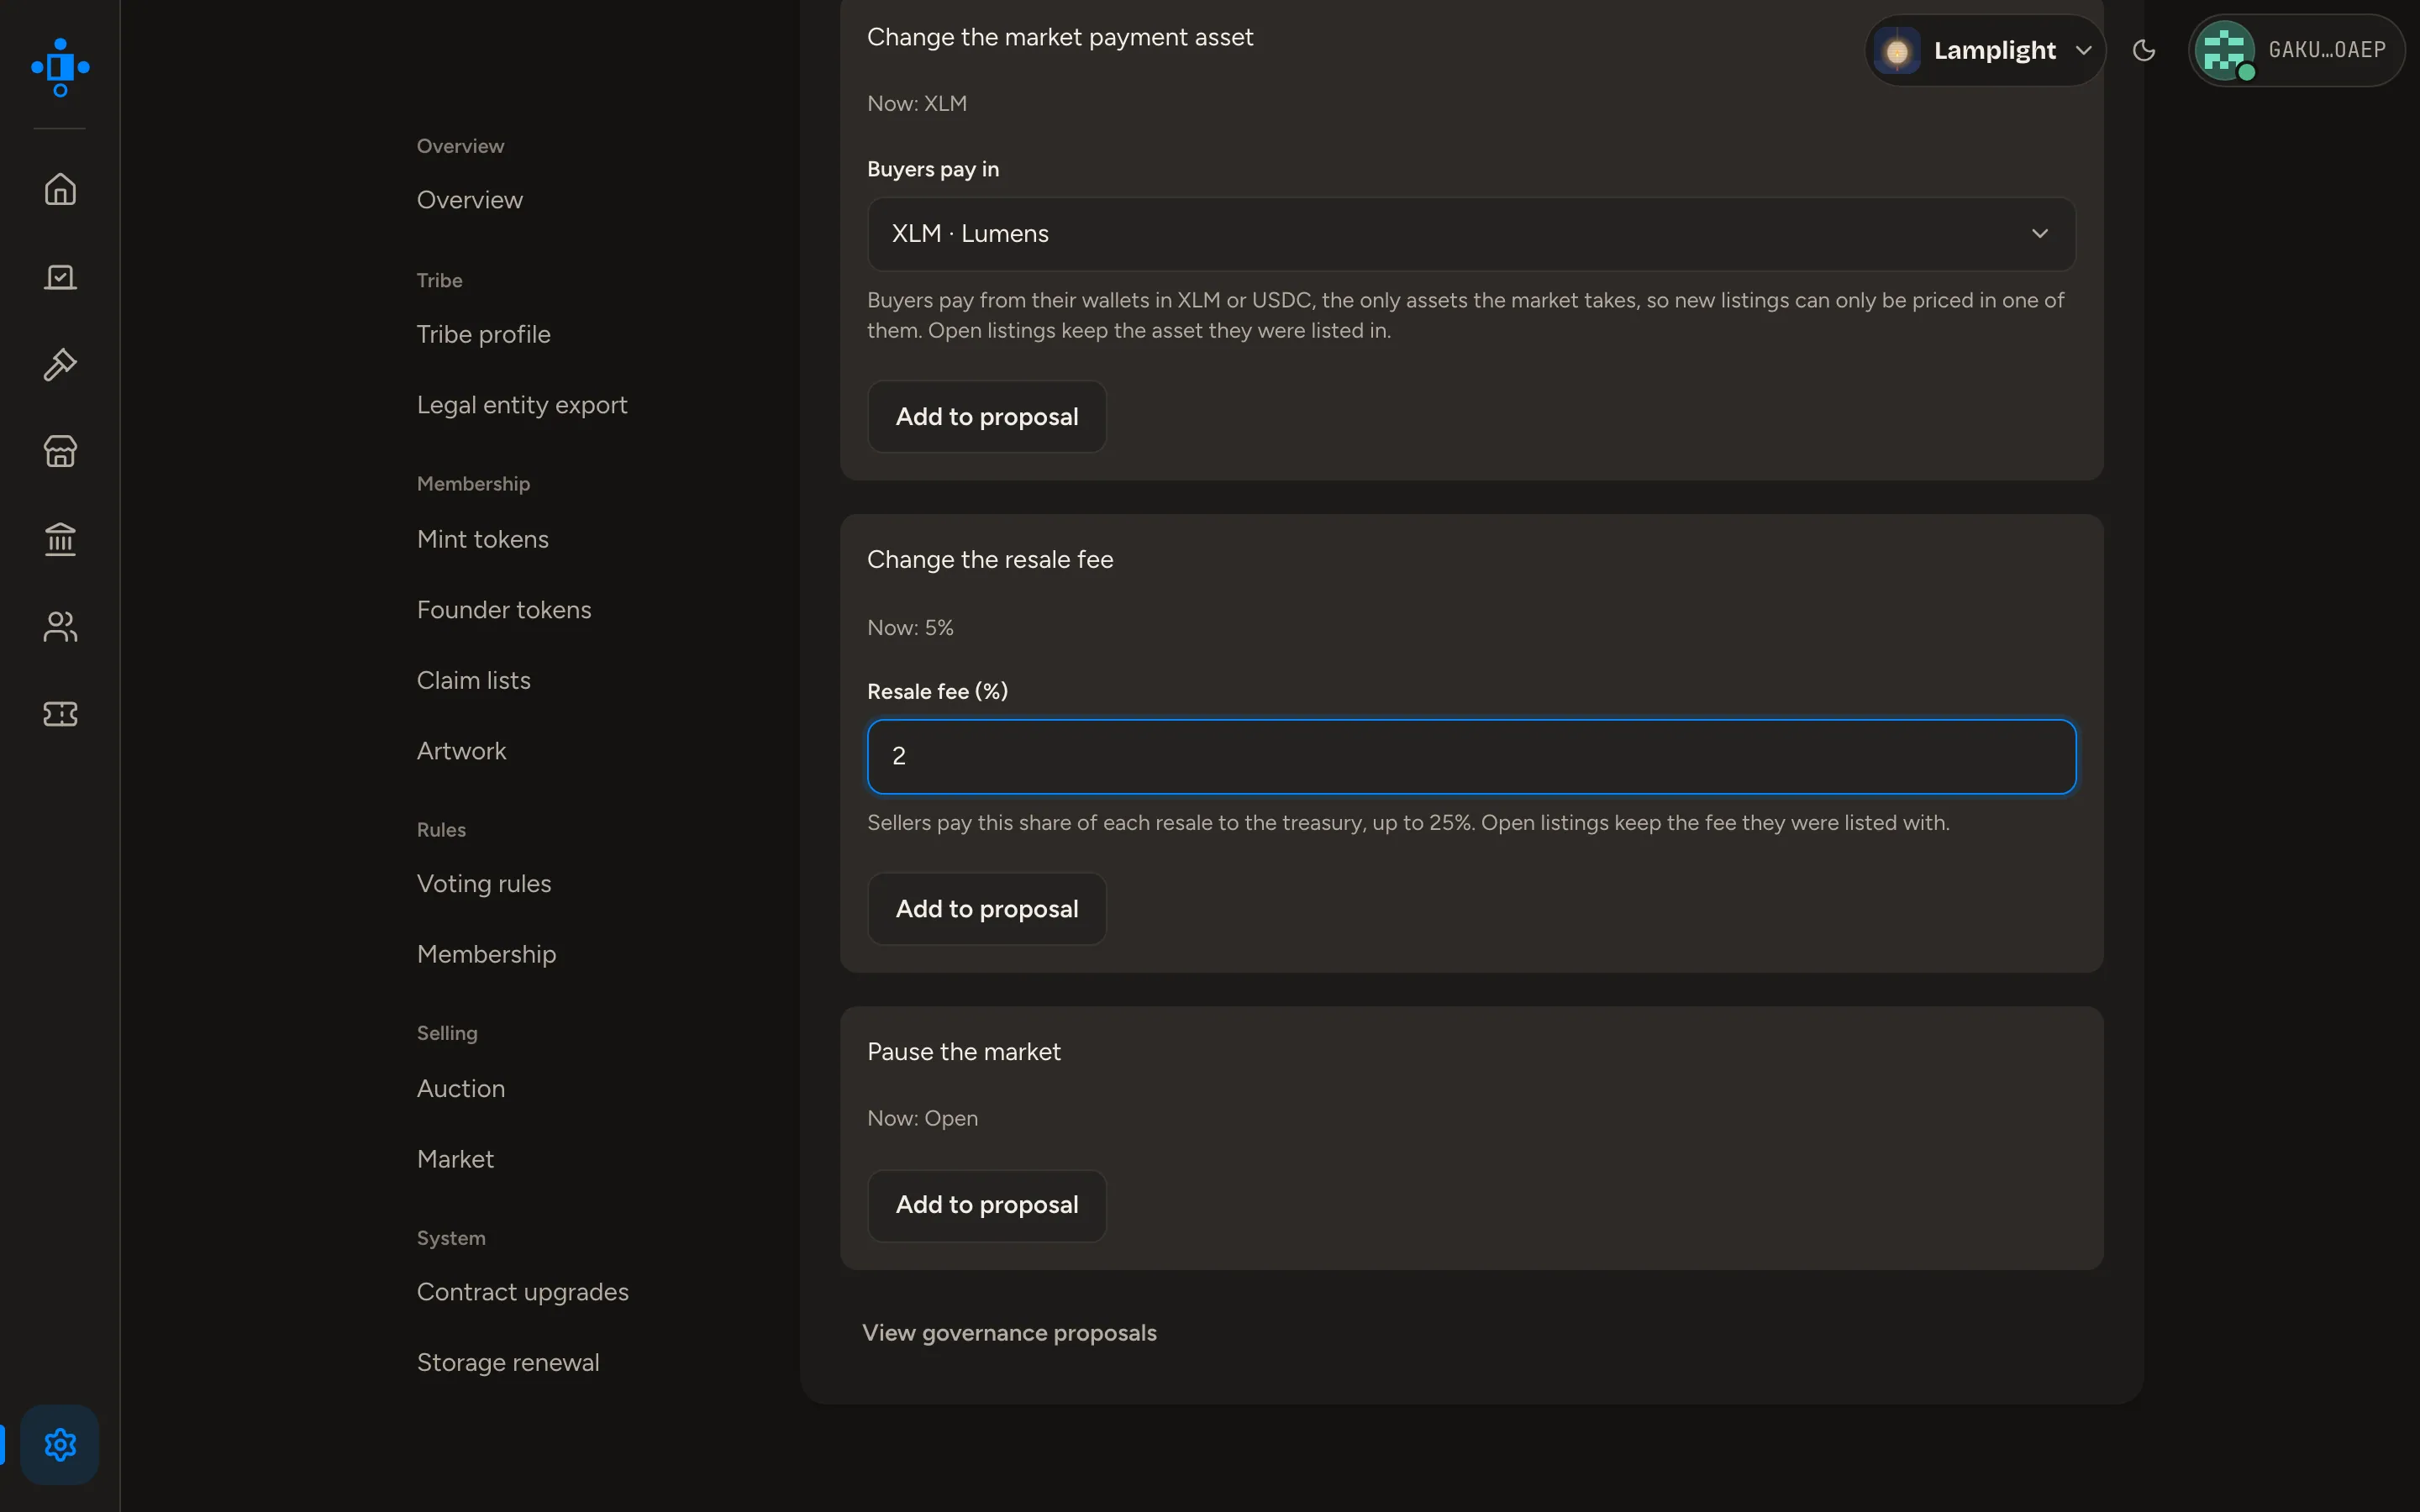 Lamplight
GAKU...OAEP
Overview
Overview
Tribe
Tribe profile
Legal entity export
Membership
Mint tokens
Founder tokens
Claim lists
Artwork
Rules
Voting rules
Membership
Selling
Auction
Market
System
Contract upgrades
Storage renewal
Change the market payment asset
Now: XLM
Buyers pay in
XLM · Lumens
Buyers pay from their wallets in XLM or USDC, the only assets the market takes, so new listings can only be priced in one of
them. Open listings keep the asset they were listed in.
Add to proposal
Change the resale fee
Now: 5%
Resale fee (%)
2
Sellers pay this share of each resale to the treasury, up to 25%. Open listings keep the fee they were listed with.
Add to proposal
Pause the market
Now: Open
Add to proposal
View governance proposals